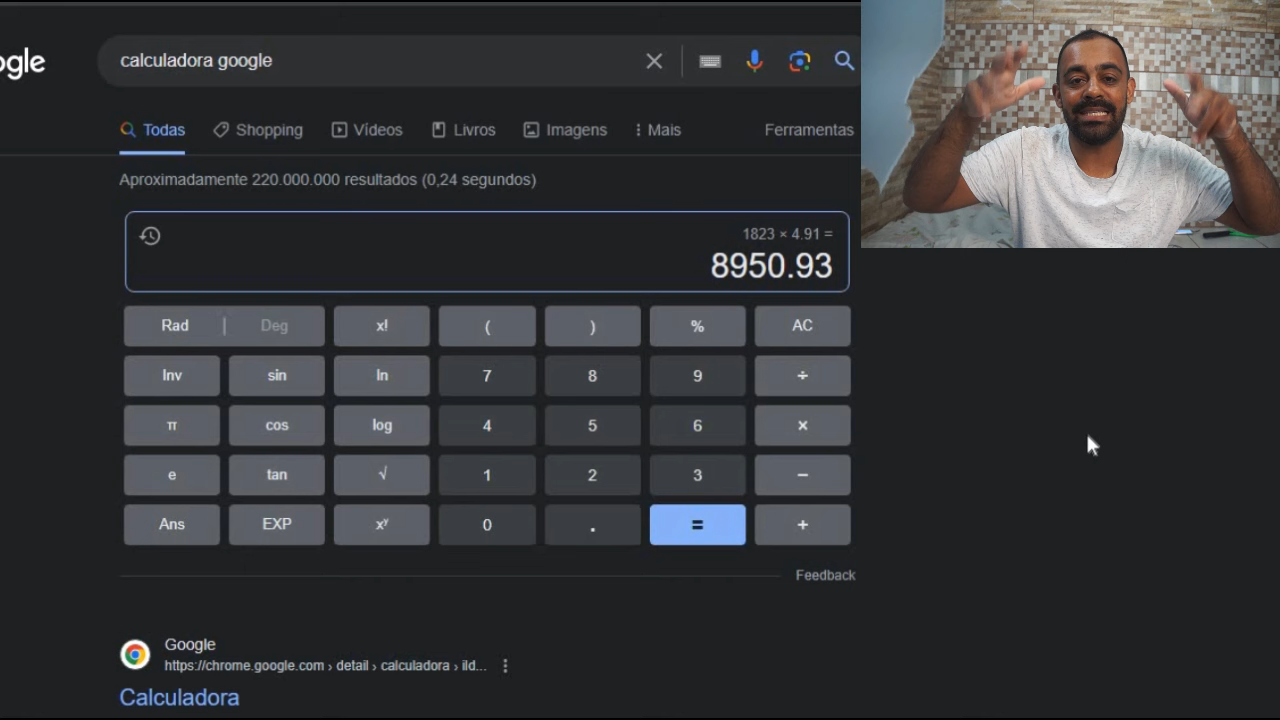 ogle
calculadora google
Todas Shopping Vídeos Livros Imagens Mais Ferramentas
Aproximadamente 220.000.000 resultados (0,24 segundos)
1823 × 4.91 =
8950.93
Rad | Deg x! ( ) % AC
Inv sin ln 7 8 9 ÷
π cos log 4 5 6 ×
e tan √ 1 2 3 −
Ans EXP xʸ 0 . = +
Feedback
Google
https://chrome.google.com › detail › calculadora › ild...
Calculadora